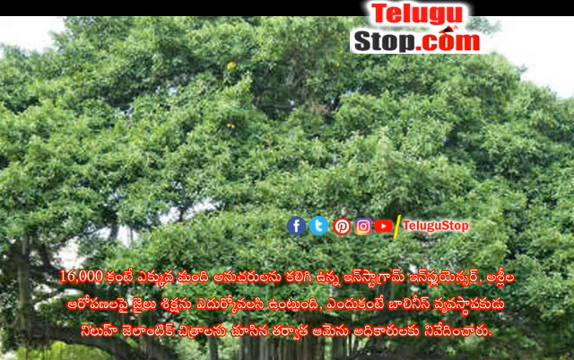 Telugu
Stop.com
/TeluguStop
16,000 కంటే ఎక్కువ మంది అనుచరులను కలిగి ఉన్న ఇన్‌స్టాగ్రామ్ ఇన్‌ఫ్లుయెన్సర్, అశ్లీల
ఆరోపణలపై జైలు శిక్షను ఎదుర్కోవలసి ఉంటుంది, ఎందుకంటే బాలినీస్ వ్యవస్థాపకుడు
నిలుహ్ జెలాంటిక్ చిత్రాలను చూసిన తర్వాత ఆమెను అధికారులకు నివేదించారు.